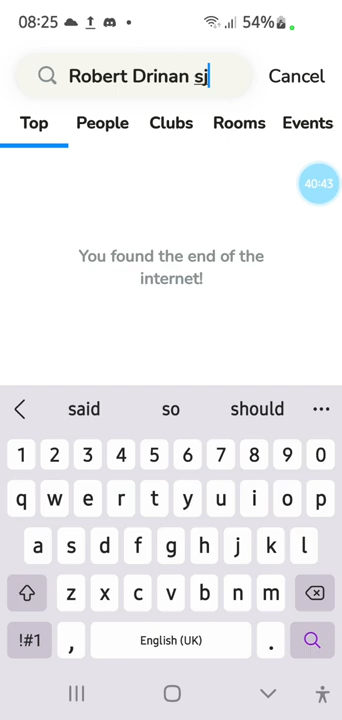 08:25 54%
Robert Drinan sj Cancel
Top People Clubs Rooms Events
40:43
You found the end of the
internet!
said so should
1 2 3 4 5 6 7 8 9 0
q w e r t y u i o p
a s d f g h j k l
z x c v b n m
!#1 , English (UK) .